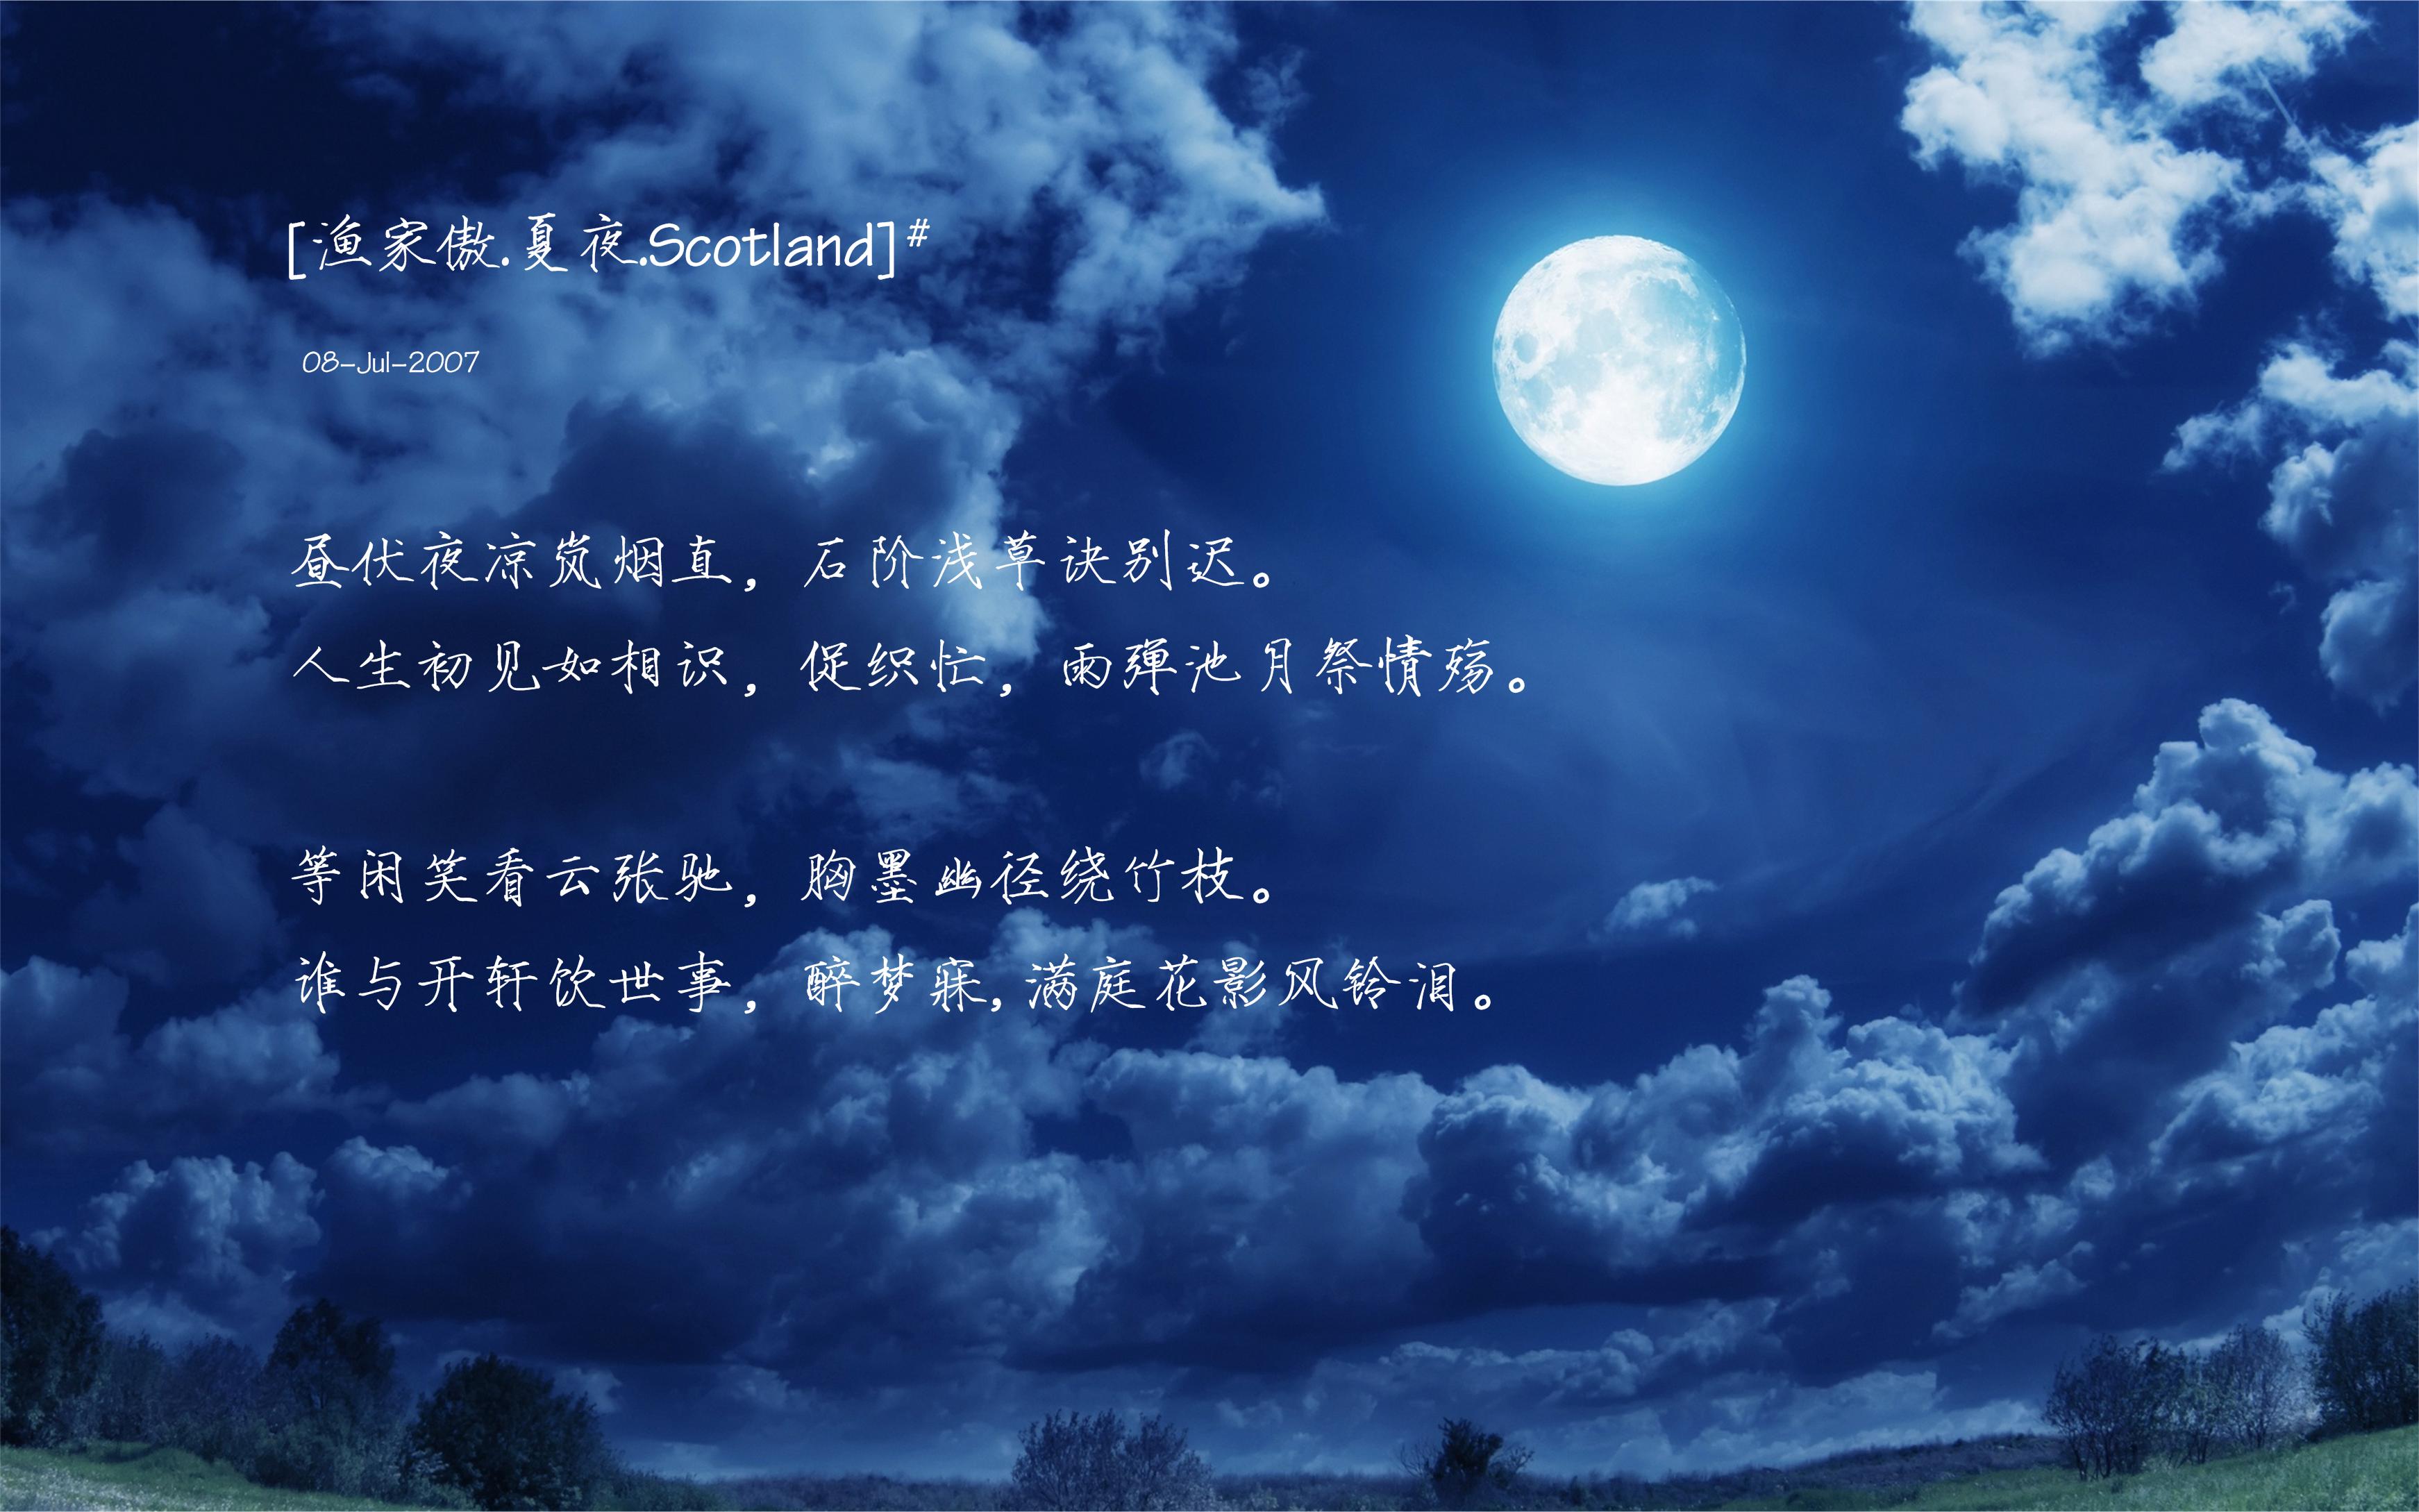 [渔家傲.夏夜.Scotland]#
08-Jul-2007
昼伏夜凉岚烟直，石阶浅草诀别迟。
人生初见如相识，促织忙，雨弹池月祭情殇。
等闲笑看云张驰，胸墨幽径绕竹枝。
谁与开轩饮世事，醉梦寐,满庭花影风铃泪。